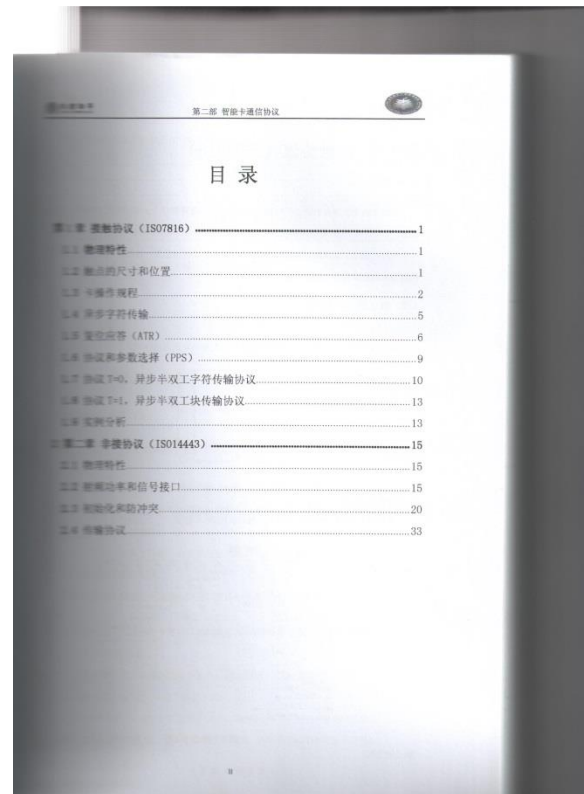 第二部 智能卡通信协议
目 录
第一章 接触协议（ISO7816）1
1.1 物理特性1
1.2 触点的尺寸和位置1
1.3 卡操作规程2
1.4 异步字符传输5
1.5 复位应答（ATR）6
1.6 协议和参数选择（PPS）9
1.7 协议 T=0，异步半双工字符传输协议10
1.8 协议 T=1，异步半双工块传输协议13
1.9 实例分析13
第二章 非接协议（ISO14443）15
2.1 物理特性15
2.2 射频功率和信号接口15
2.3 初始化和防冲突20
2.4 传输协议33